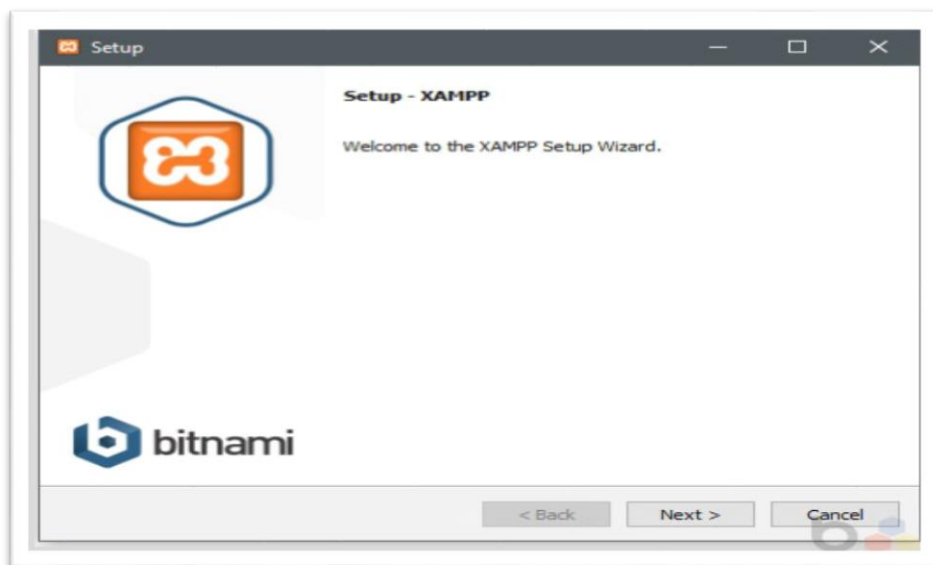 Setup
Setup - XAMPP
Welcome to the XAMPP Setup Wizard.
bitnami
< Back
Next >
Cancel
b